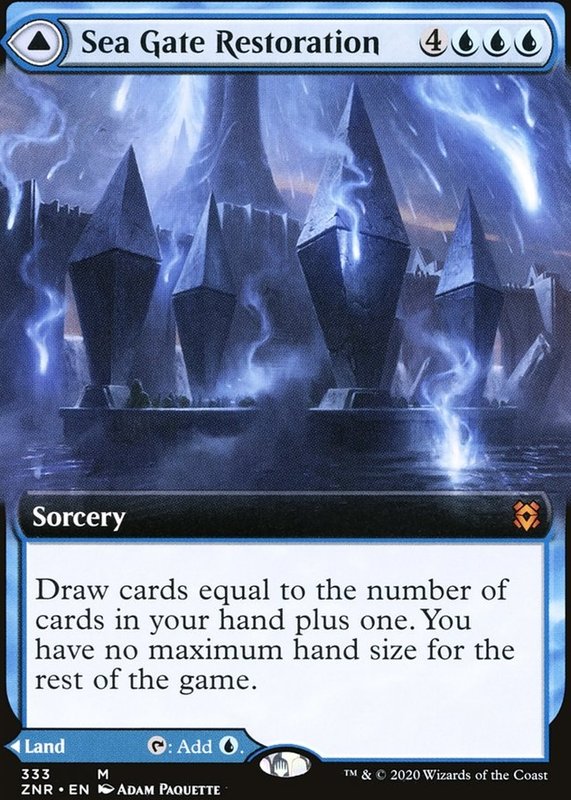 Sea Gate Restoration 4
Sorcery
Draw cards equal to the number of
cards in your hand plus one. You
have no maximum hand size for the
rest of the game.
Land : Add .
333 M
ZNR • EN Adam Paquette ™ & © 2020 Wizards of the Coast